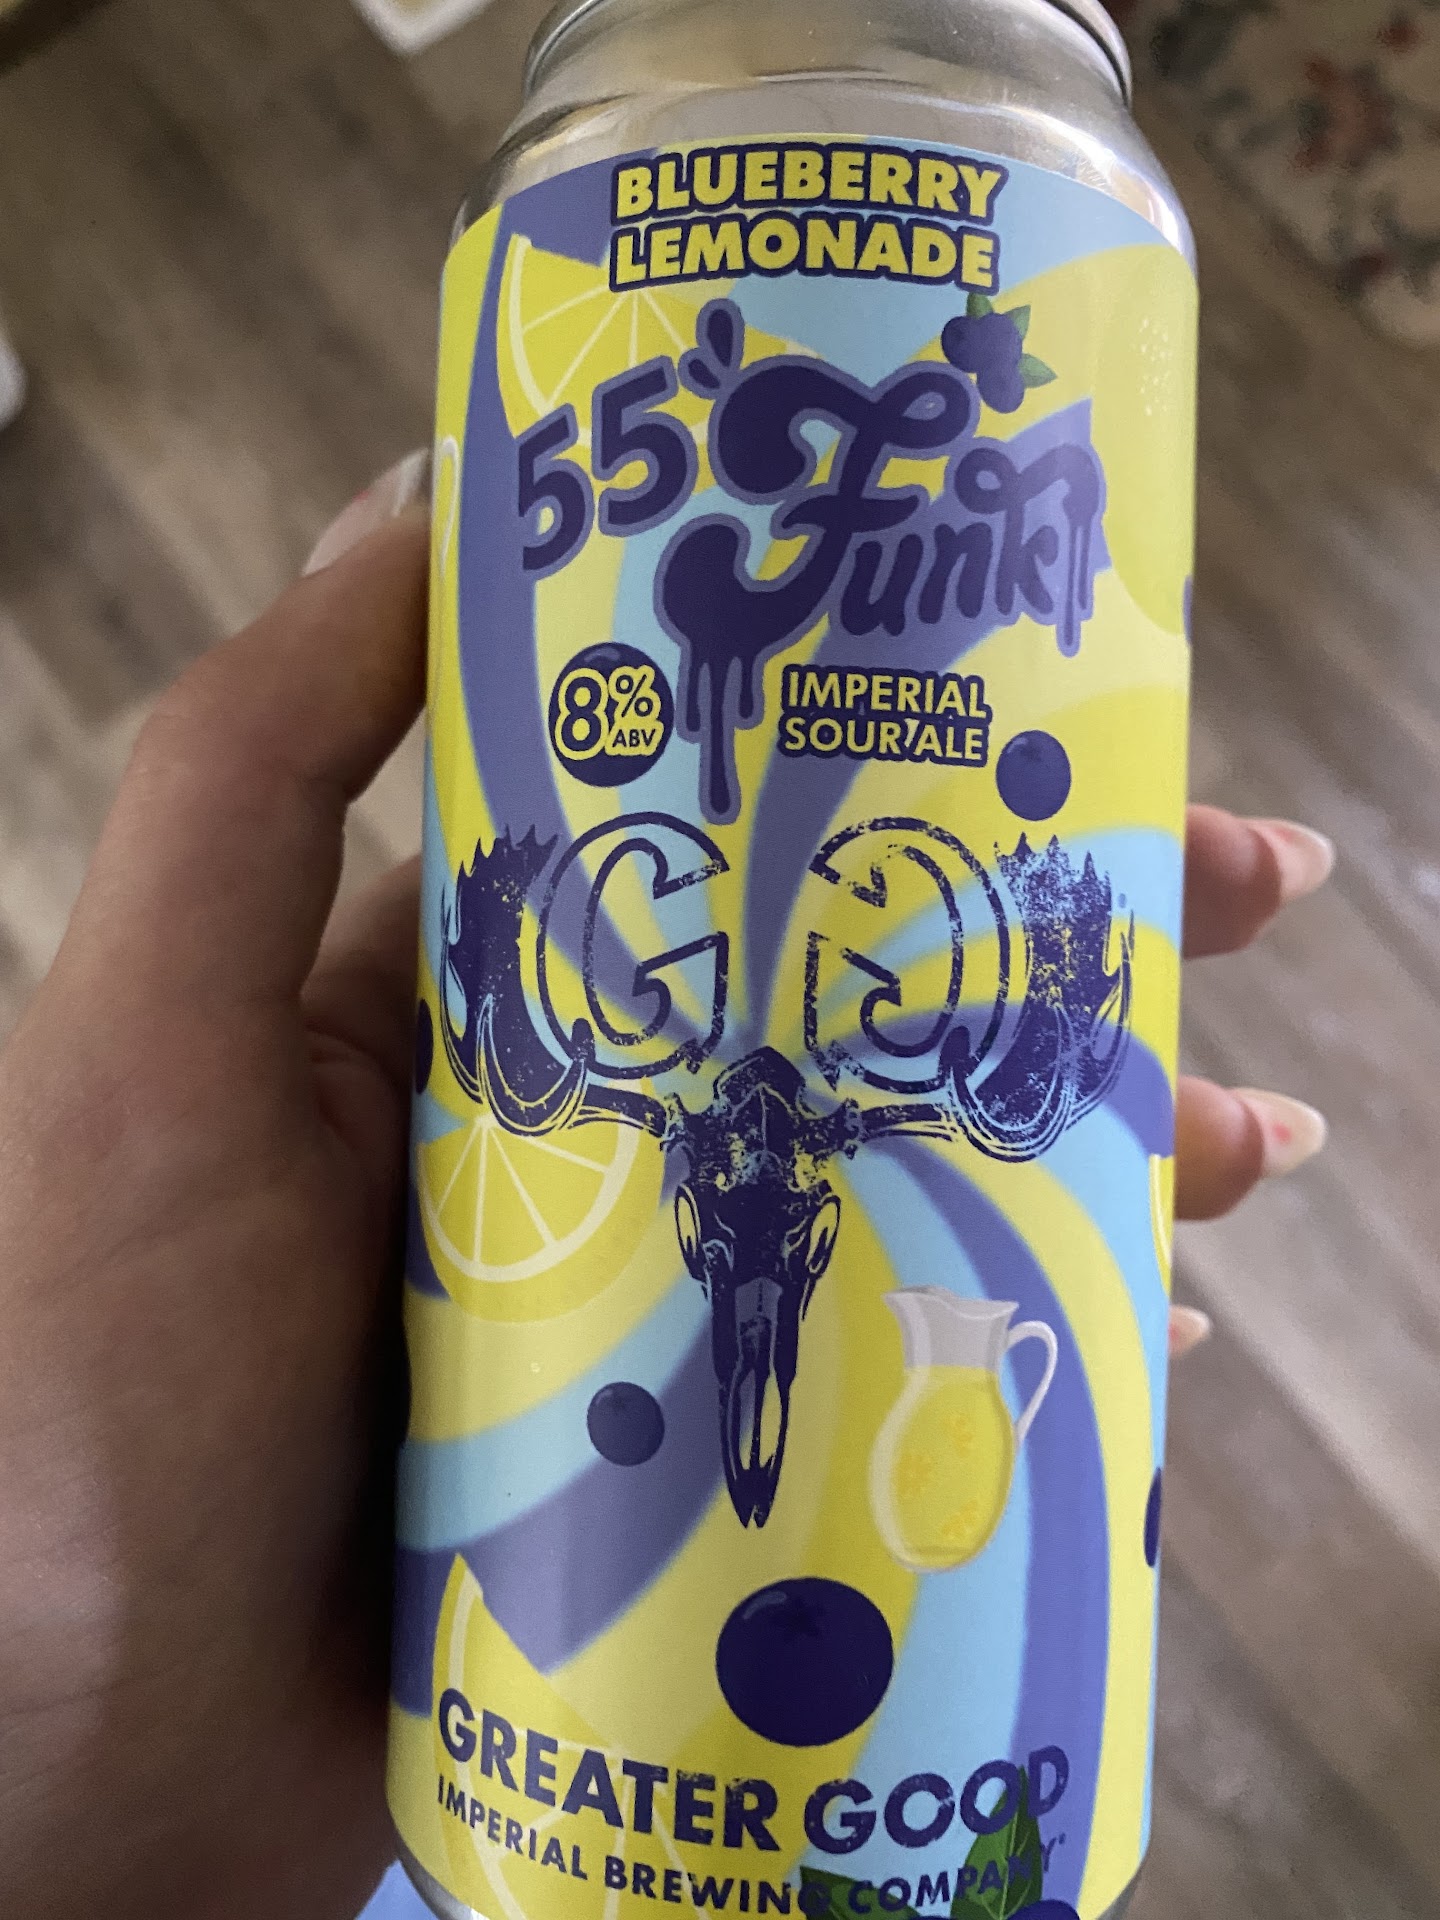 BLUEBERRY
LEMONADE
55' Funk
8% ABV
IMPERIAL
SOUR ALE
GG
GREATER GOOD
IMPERIAL BREWING COMPANY